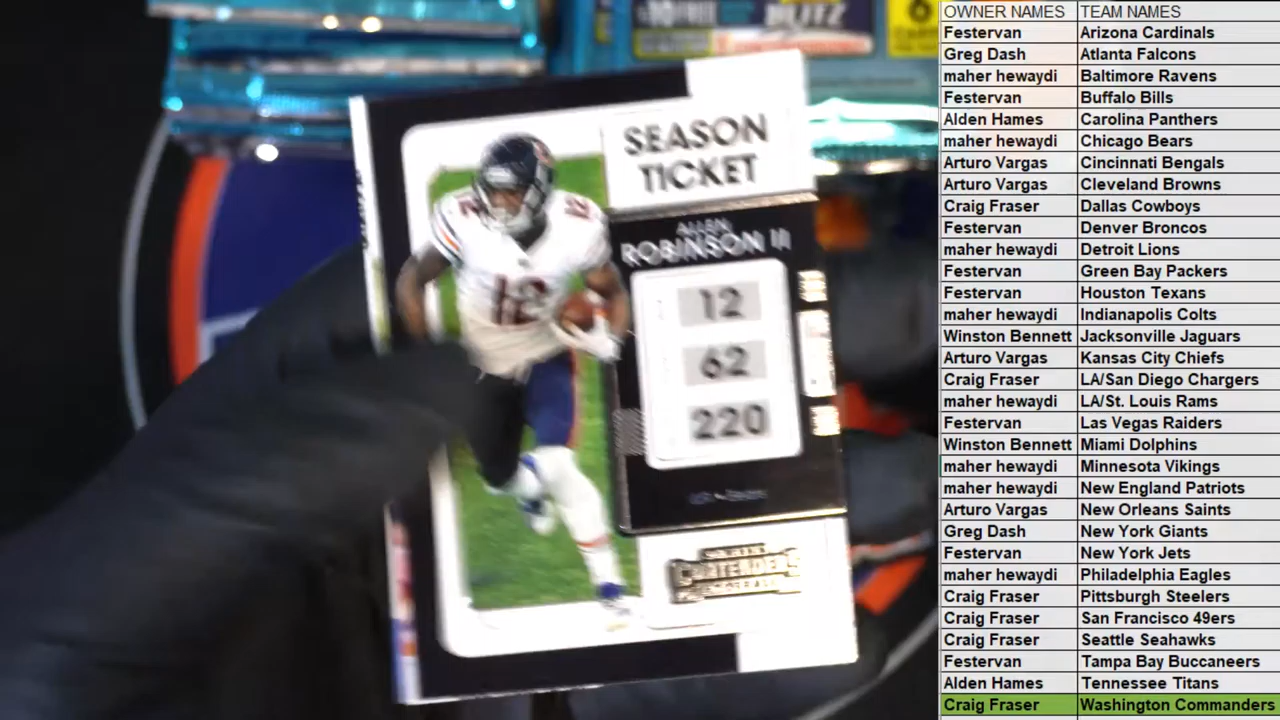 BLITZ
SEASON
TICKET
ALLEN
ROBINSON II
12
62
220
CONTENDERS
FOOTBALL
12
OWNER NAMES TEAM NAMES
Festervan Arizona Cardinals
Greg Dash Atlanta Falcons
maher hewaydi Baltimore Ravens
Festervan Buffalo Bills
Alden Hames Carolina Panthers
maher hewaydi Chicago Bears
Arturo Vargas Cincinnati Bengals
Arturo Vargas Cleveland Browns
Craig Fraser Dallas Cowboys
Festervan Denver Broncos
maher hewaydi Detroit Lions
Festervan Green Bay Packers
Festervan Houston Texans
maher hewaydi Indianapolis Colts
Winston Bennett Jacksonville Jaguars
Arturo Vargas Kansas City Chiefs
Craig Fraser LA/San Diego Chargers
maher hewaydi LA/St. Louis Rams
Festervan Las Vegas Raiders
Winston Bennett Miami Dolphins
maher hewaydi Minnesota Vikings
maher hewaydi New England Patriots
Arturo Vargas New Orleans Saints
Greg Dash New York Giants
Festervan New York Jets
maher hewaydi Philadelphia Eagles
Craig Fraser Pittsburgh Steelers
Craig Fraser San Francisco 49ers
Craig Fraser Seattle Seahawks
Festervan Tampa Bay Buccaneers
Alden Hames Tennessee Titans
Craig Fraser Washington Commanders